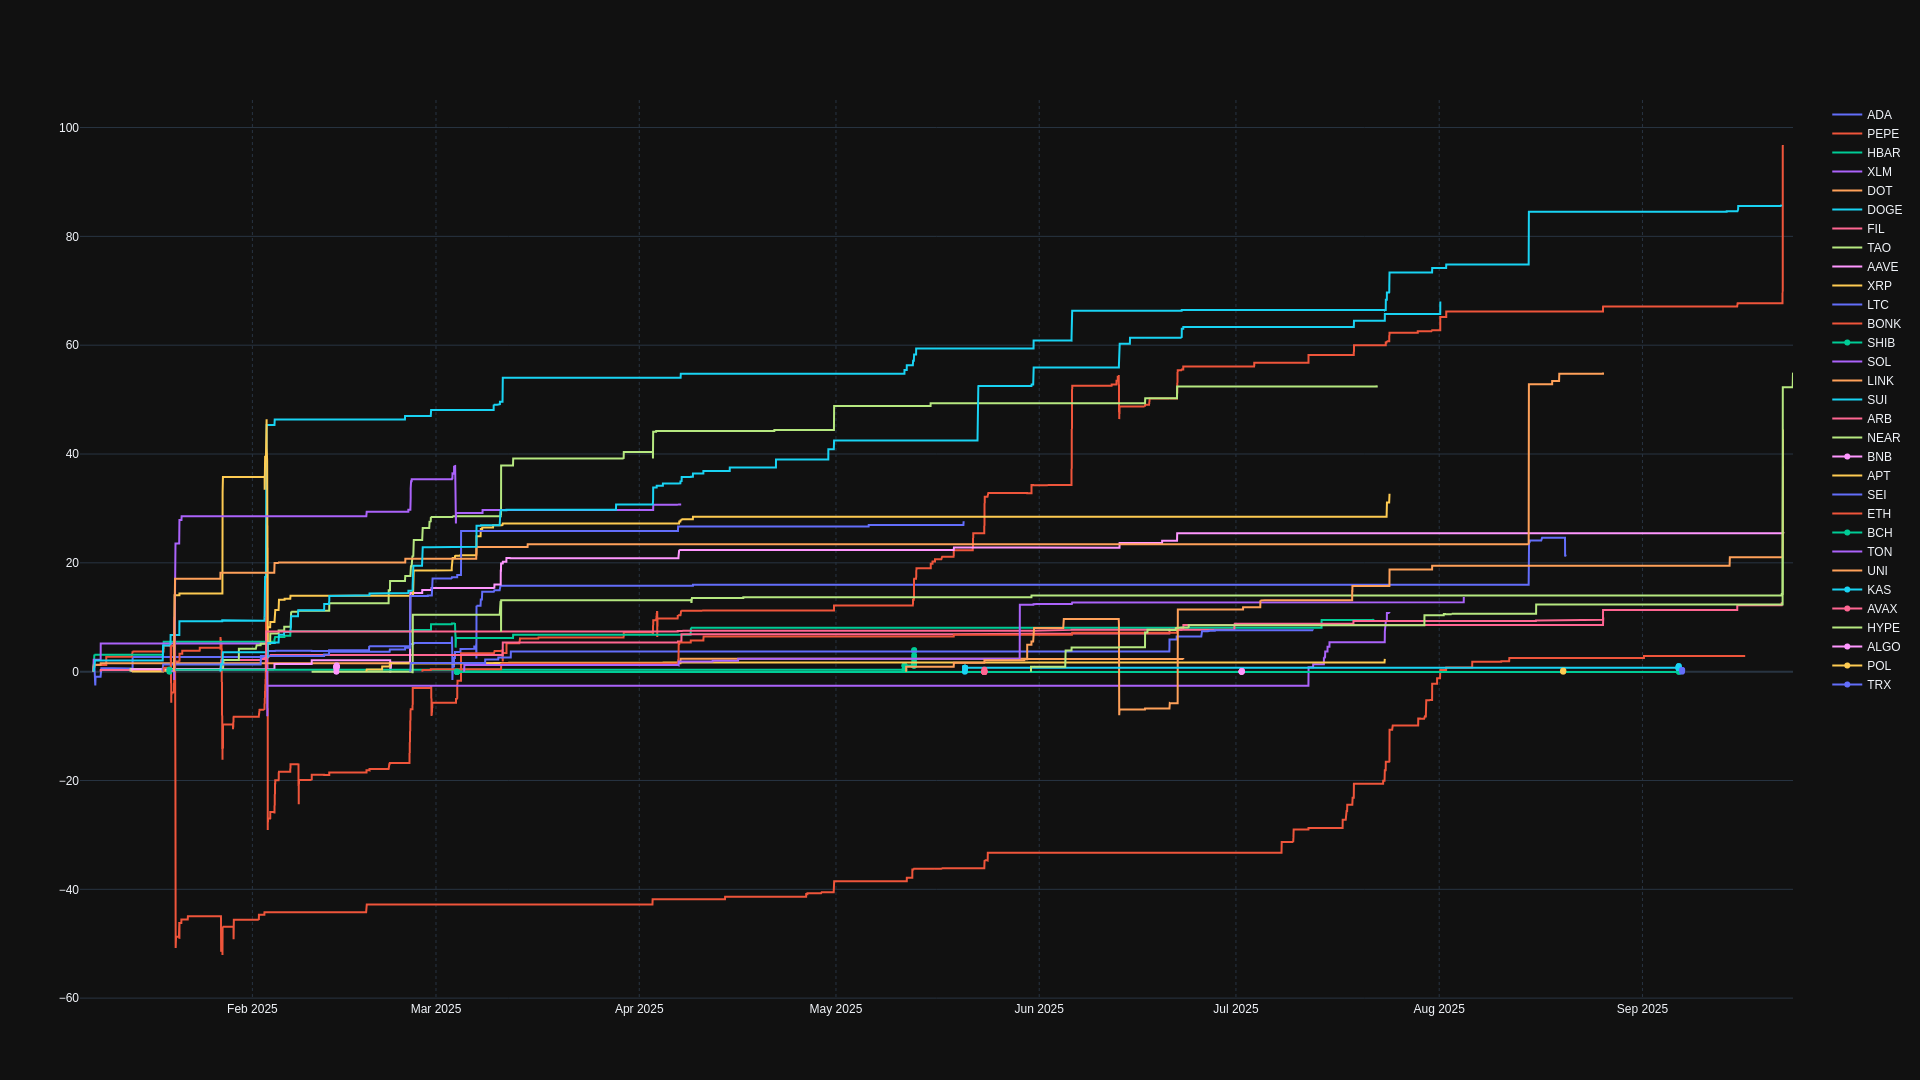 100
80
60
40
20
0
−20
−40
−60
Feb 2025
Mar 2025
Apr 2025
May 2025
Jun 2025
Jul 2025
Aug 2025
Sep 2025
ADA
PEPE
HBAR
XLM
DOT
DOGE
FIL
TAO
AAVE
XRP
LTC
BONK
SHIB
SOL
LINK
SUI
ARB
NEAR
BNB
APT
SEI
ETH
BCH
TON
UNI
KAS
AVAX
HYPE
ALGO
POL
TRX